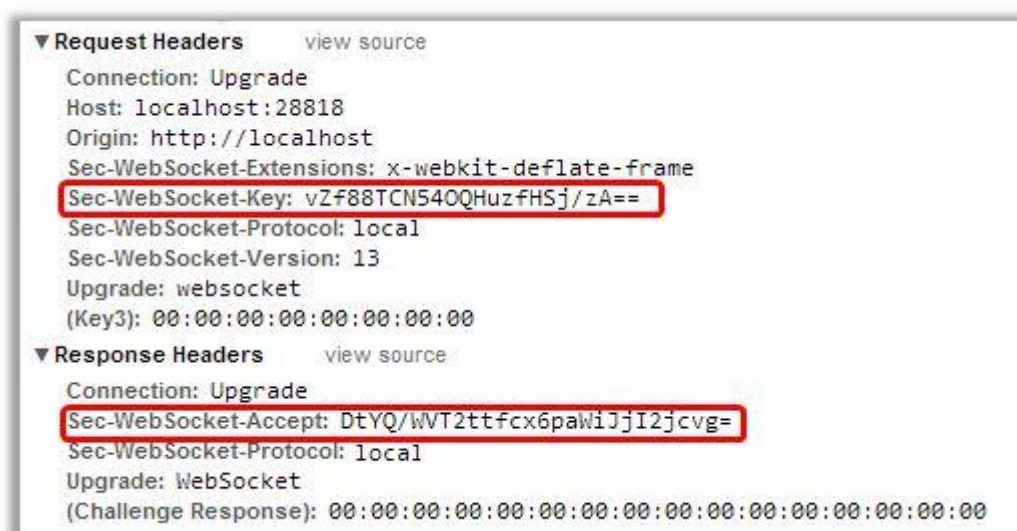 ▼Request Headers view source
Connection: Upgrade
Host: localhost:28818
Origin: http://localhost
Sec-WebSocket-Extensions: x-webkit-deflate-frame
Sec-WebSocket-Key: vZf88TCN54OQHuzfHSj/zA==
Sec-WebSocket-Protocol: local
Sec-WebSocket-Version: 13
Upgrade: websocket
(Key3): 00:00:00:00:00:00:00:00
▼Response Headers view source
Connection: Upgrade
Sec-WebSocket-Accept: DtYQ/WVT2ttfcx6paWiJjI2jcvg=
Sec-WebSocket-Protocol: local
Upgrade: WebSocket
(Challenge Response): 00:00:00:00:00:00:00:00:00:00:00:00:00:00:00:00